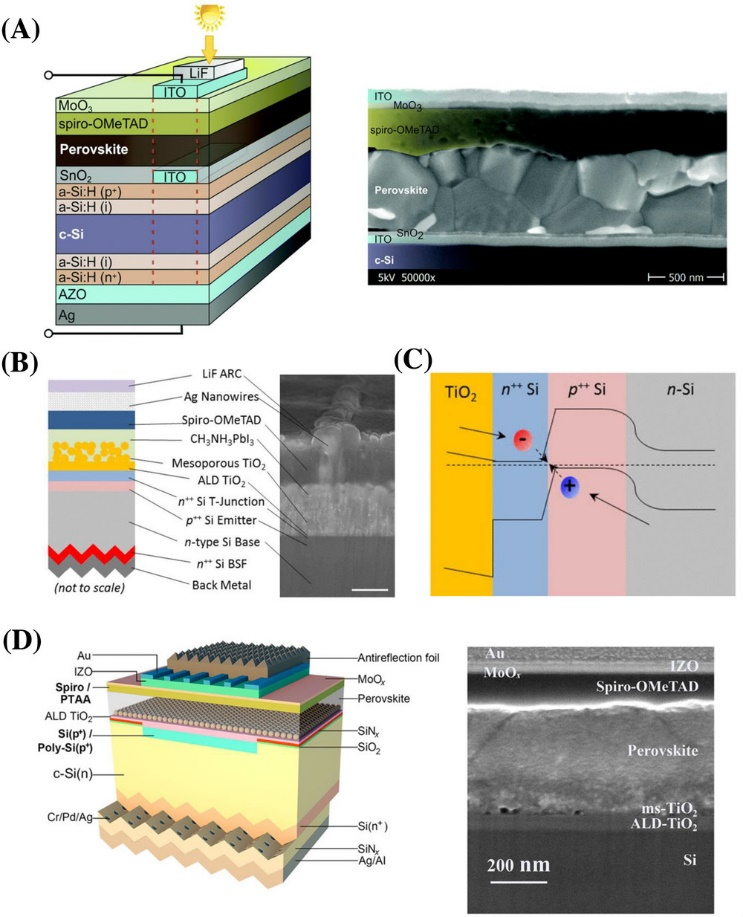 (A)
LiF
ITO
MoO₃
spiro-OMeTAD
Perovskite
SnO₂
ITO
a-Si:H (p⁺)
a-Si:H (i)
c-Si
a-Si:H (i)
a-Si:H (n⁺)
AZO
Ag
ITO
MoO₃
spiro-OMeTAD
Perovskite
SnO₂
ITO
c-Si
5kV 50000x
500 nm
(B)
LiF ARC
Ag Nanowires
Spiro-OMeTAD
CH₃NH₃PbI₃
Mesoporous TiO₂
ALD TiO₂
n⁺⁺ Si T-Junction
p⁺⁺ Si Emitter
n-type Si Base
n⁺⁺ Si BSF
Back Metal
(not to scale)
(C)
TiO₂ n⁺⁺ Si p⁺⁺ Si n-Si
-
+
(D)
Au
IZO
Spiro /
PTAA
ALD TiO₂
Si(p⁺) /
Poly-Si(p⁺)
c-Si(n)
Cr/Pd/Ag
Antireflection foil
MoOₓ
Perovskite
SiNₓ
SiO₂
Si(n⁺)
SiNₓ
Ag/Al
Au
MoOₓ
IZO
Spiro-OMeTAD
Perovskite
ms-TiO₂
ALD-TiO₂
Si
200 nm